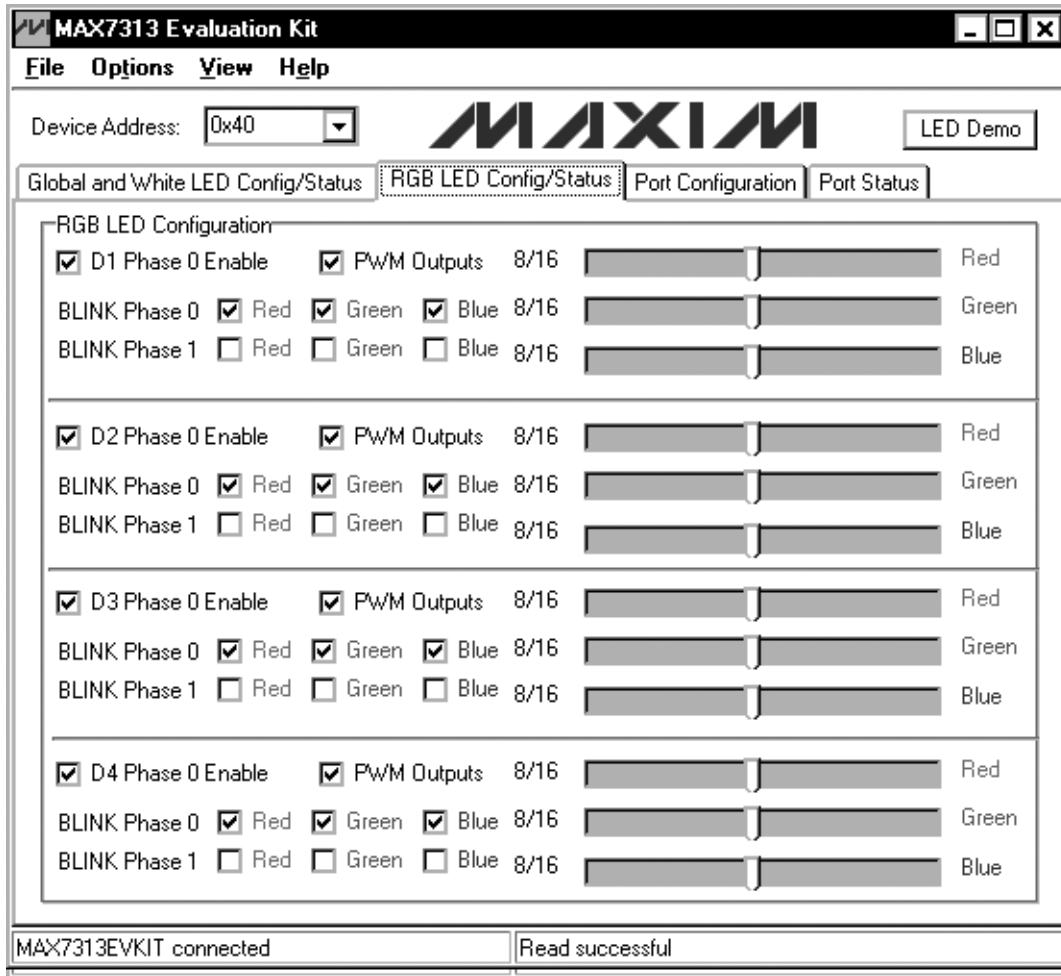 MAX7313 Evaluation Kit
File Options View Help
Device Address: 0x40 MAXIM LED Demo
Global and White LED Config/Status RGB LED Config/Status Port Configuration Port Status
RGB LED Configuration
D1 Phase 0 Enable PWM Outputs 8/16 Red
BLINK Phase 0 Red Green Blue 8/16 Green
BLINK Phase 1 Red Green Blue 8/16 Blue
D2 Phase 0 Enable PWM Outputs 8/16 Red
BLINK Phase 0 Red Green Blue 8/16 Green
BLINK Phase 1 Red Green Blue 8/16 Blue
D3 Phase 0 Enable PWM Outputs 8/16 Red
BLINK Phase 0 Red Green Blue 8/16 Green
BLINK Phase 1 Red Green Blue 8/16 Blue
D4 Phase 0 Enable PWM Outputs 8/16 Red
BLINK Phase 0 Red Green Blue 8/16 Green
BLINK Phase 1 Red Green Blue 8/16 Blue
MAX7313EVKIT connected Read successful